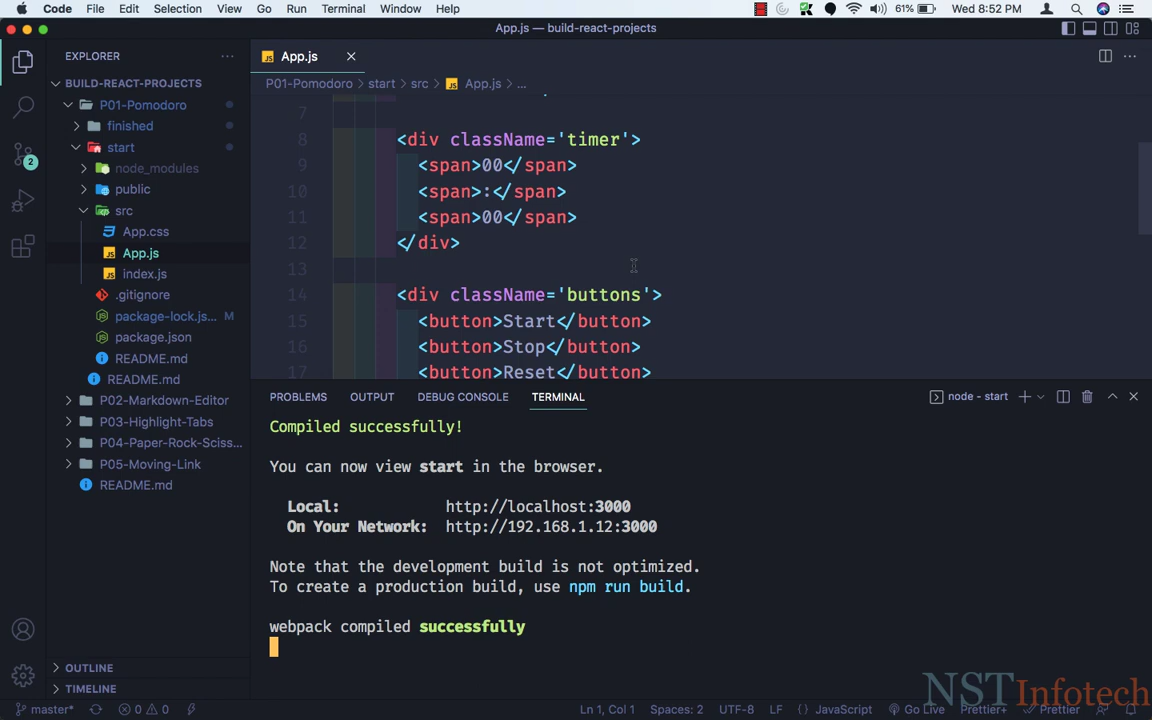 Code File Edit Selection View Go Run Terminal Window Help 61% Wed 8:52 PM
App.js — build-react-projects
EXPLORER
App.js
BUILD-REACT-PROJECTS
P01-Pomodoro
finished
start
node_modules
public
src
App.css
App.js
index.js
.gitignore
package-lock.js... M
package.json
README.md
README.md
P02-Markdown-Editor
P03-Highlight-Tabs
P04-Paper-Rock-Sciss...
P05-Moving-Link
README.md
OUTLINE
TIMELINE
2
P01-Pomodoro > start > src > App.js > ...
7
8 <div className='timer'>
9 <span>00</span>
10 <span>:</span>
11 <span>00</span>
12 </div>
13
14 <div className='buttons'>
15 <button>Start</button>
16 <button>Stop</button>
17 <button>Reset</button>
PROBLEMS OUTPUT DEBUG CONSOLE TERMINAL node - start
Compiled successfully!
You can now view start in the browser.
Local: http://localhost:3000
On Your Network: http://192.168.1.12:3000
Note that the development build is not optimized.
To create a production build, use npm run build.
webpack compiled successfully
NSTInfotech
master* 0 0 Ln 1, Col 1 Spaces: 2 UTF-8 LF {} JavaScript Go Live Prettier+ Prettier